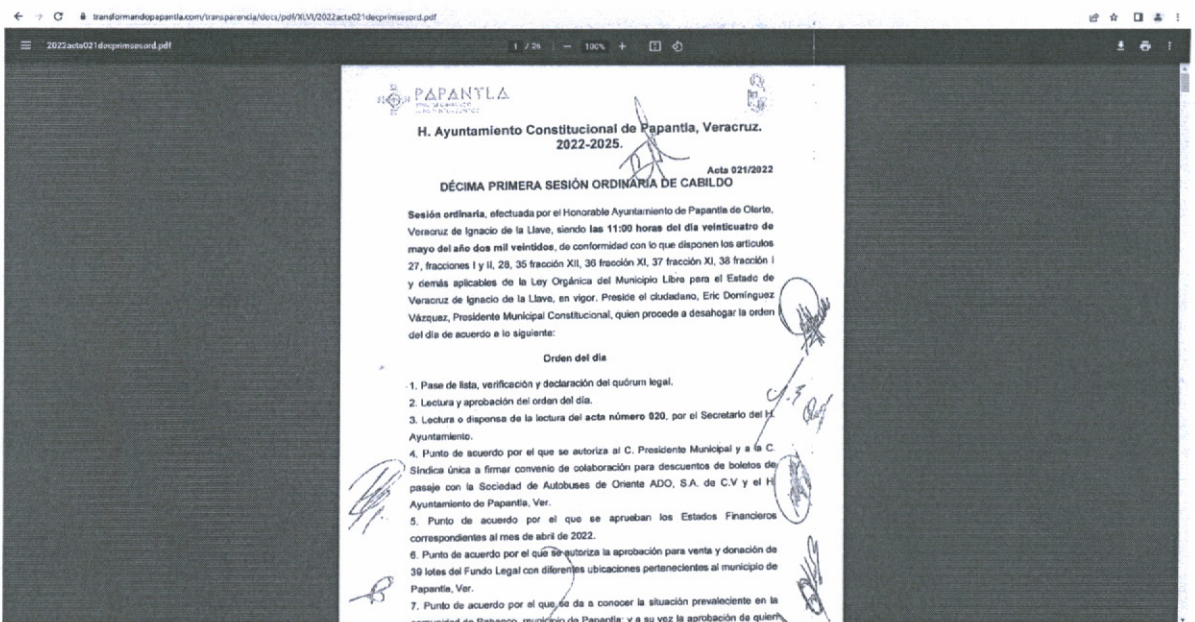 transformandopapantla.com/transparencia/docs/pdf/XLVI/2022acta021decprimsesord.pdf
2022acta021decprimsesord.pdf
1 / 26
100%
PAPANTLA
H. Ayuntamiento Constitucional de Papantla, Veracruz.
2022-2025.
Acta 021/2022
DÉCIMA PRIMERA SESIÓN ORDINARIA DE CABILDO
Sesión ordinaria, efectuada por el Honorable Ayuntamiento de Papantla de Olarte,
Veracruz de Ignacio de la Llave, siendo las 11:00 horas del día veinticuatro de
mayo del año dos mil veintidos, de conformidad con lo que disponen los artículos
27, fracciones I y II, 28, 35 fracción XII, 36 fracción XI, 37 fracción XI, 38 fracción I
y demás aplicables de la Ley Orgánica del Municipio Libre para el Estado de
Veracruz de Ignacio de la Llave, en vigor. Preside el ciudadano, Eric Domínguez
Vázquez, Presidente Municipal Constitucional, quien procede a desahogar la orden
del día de acuerdo a lo siguiente:
Orden del día
1. Pase de lista, verificación y declaración del quórum legal.
2. Lectura y aprobación del orden del día.
3. Lectura o dispensa de la lectura del acta número 020, por el Secretario del H.
Ayuntamiento.
4. Punto de acuerdo por el que se autoriza al C. Presidente Municipal y a la C.
Síndica única a firmar convenio de colaboración para descuentos de boletos de
pasaje con la Sociedad de Autobuses de Oriente ADO, S.A. de C.V y el H.
Ayuntamiento de Papantla, Ver.
5. Punto de acuerdo por el que se aprueban los Estados Financieros
correspondientes al mes de abril de 2022.
6. Punto de acuerdo por el que se autoriza la aprobación para venta y donación de
39 lotes del Fundo Legal con diferentes ubicaciones pertenecientes al municipio de
Papantla, Ver.
7. Punto de acuerdo por el que se da a conocer la situación prevaleciente en la
municipio de Papantla; y a su vez la aprobación de quien